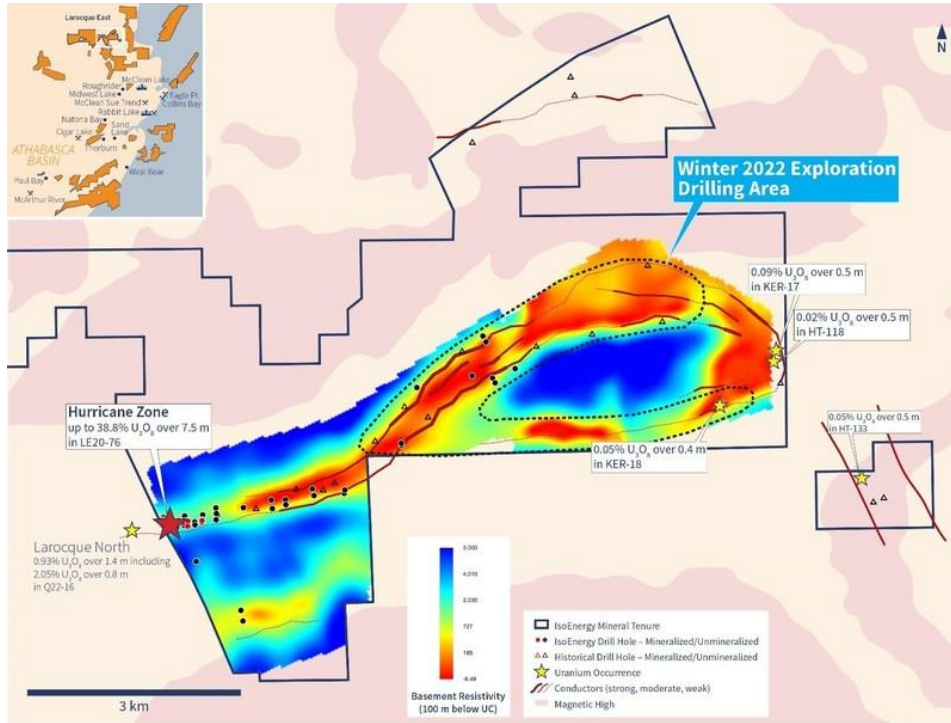 Larocque East
McClean Lake
Roughrider
Midwest Lake
McClean Sue Trend
Eagle Pt.
Collins Bay
Rabbit Lake
Natona Bay
Sand
Lake
Cigar Lake
Thorburn
ATHABASCA
BASIN
West Bear
Paul Bay
McArthur River
N
Winter 2022 Exploration
Drilling Area
0.09% U3O8 over 0.5 m
in KER-17
0.02% U3O8 over 0.5 m
in HT-118
Hurricane Zone
up to 38.8% U3O8 over 7.5 m
in LE20-76
0.05% U3O8 over 0.5 m
in HT-133
0.05% U3O8 over 0.4 m
in KER-18
Larocque North
0.93% U3O8 over 1.4 m including
2.05% U3O8 over 0.8 m
in Q22-16
3 km
5,000
4,010
2,030
727
165
Basement Resistivity
(100 m below UC)
IsoEnergy Mineral Tenure
IsoEnergy Drill Hole – Mineralized/Unmineralized
Historical Drill Hole – Mineralized/Unmineralized
Uranium Occurrence
Conductors (strong, moderate, weak)
Magnetic High